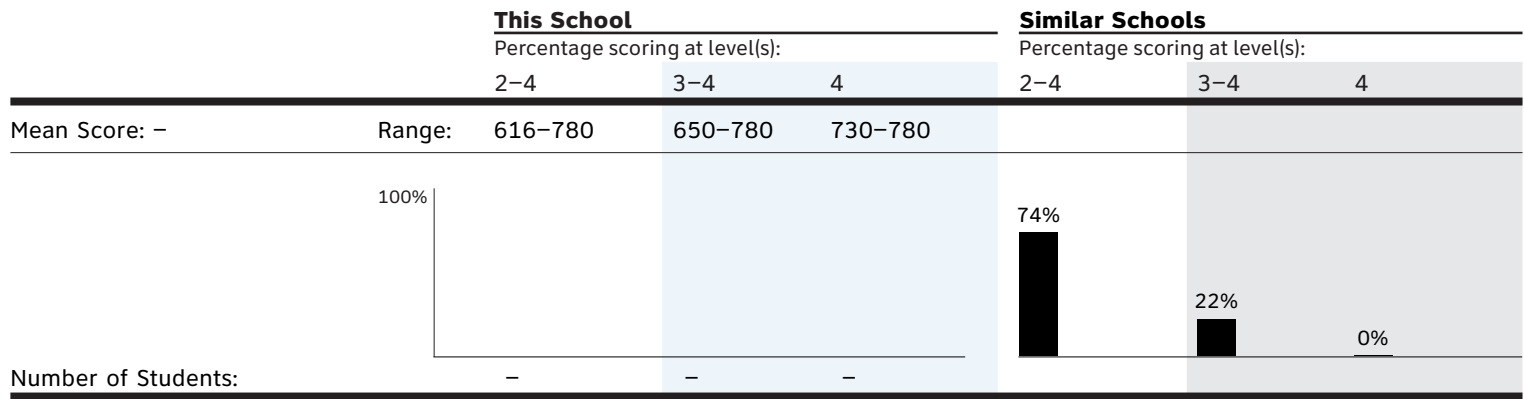 This School Similar Schools
Percentage scoring at level(s): Percentage scoring at level(s):
2–4 3–4 4 2–4 3–4 4
Mean Score: – Range: 616–780 650–780 730–780
100%
74%
22%
0%
Number of Students: – – –